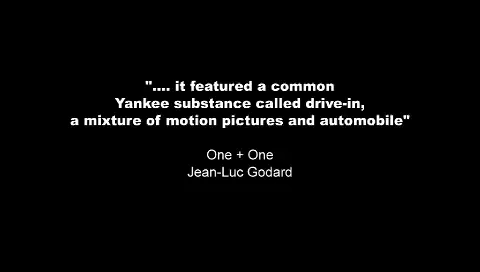 ".... it featured a common
Yankee substance called drive-in,
a mixture of motion pictures and automobile"
One + One
Jean-Luc Godard